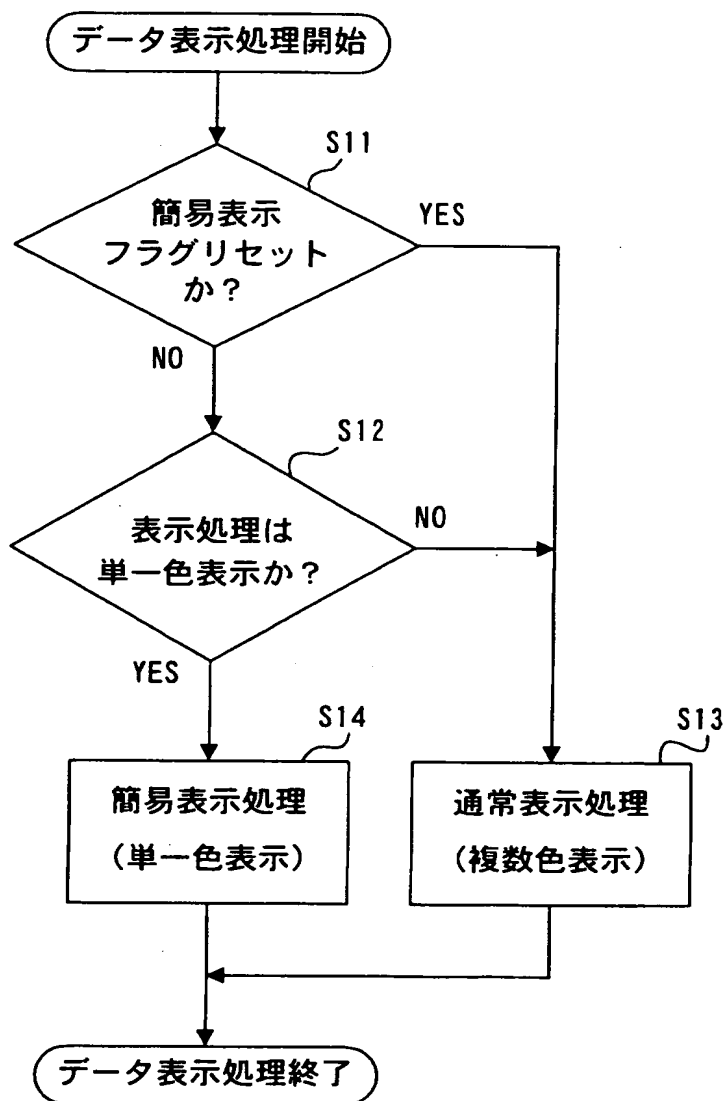 データ表示処理開始
S11
簡易表示
フラグリセット
か？
YES
NO
S12
表示処理は
単一色表示か？
NO
YES
S14
簡易表示処理
（単一色表示）
S13
通常表示処理
（複数色表示）
データ表示処理終了